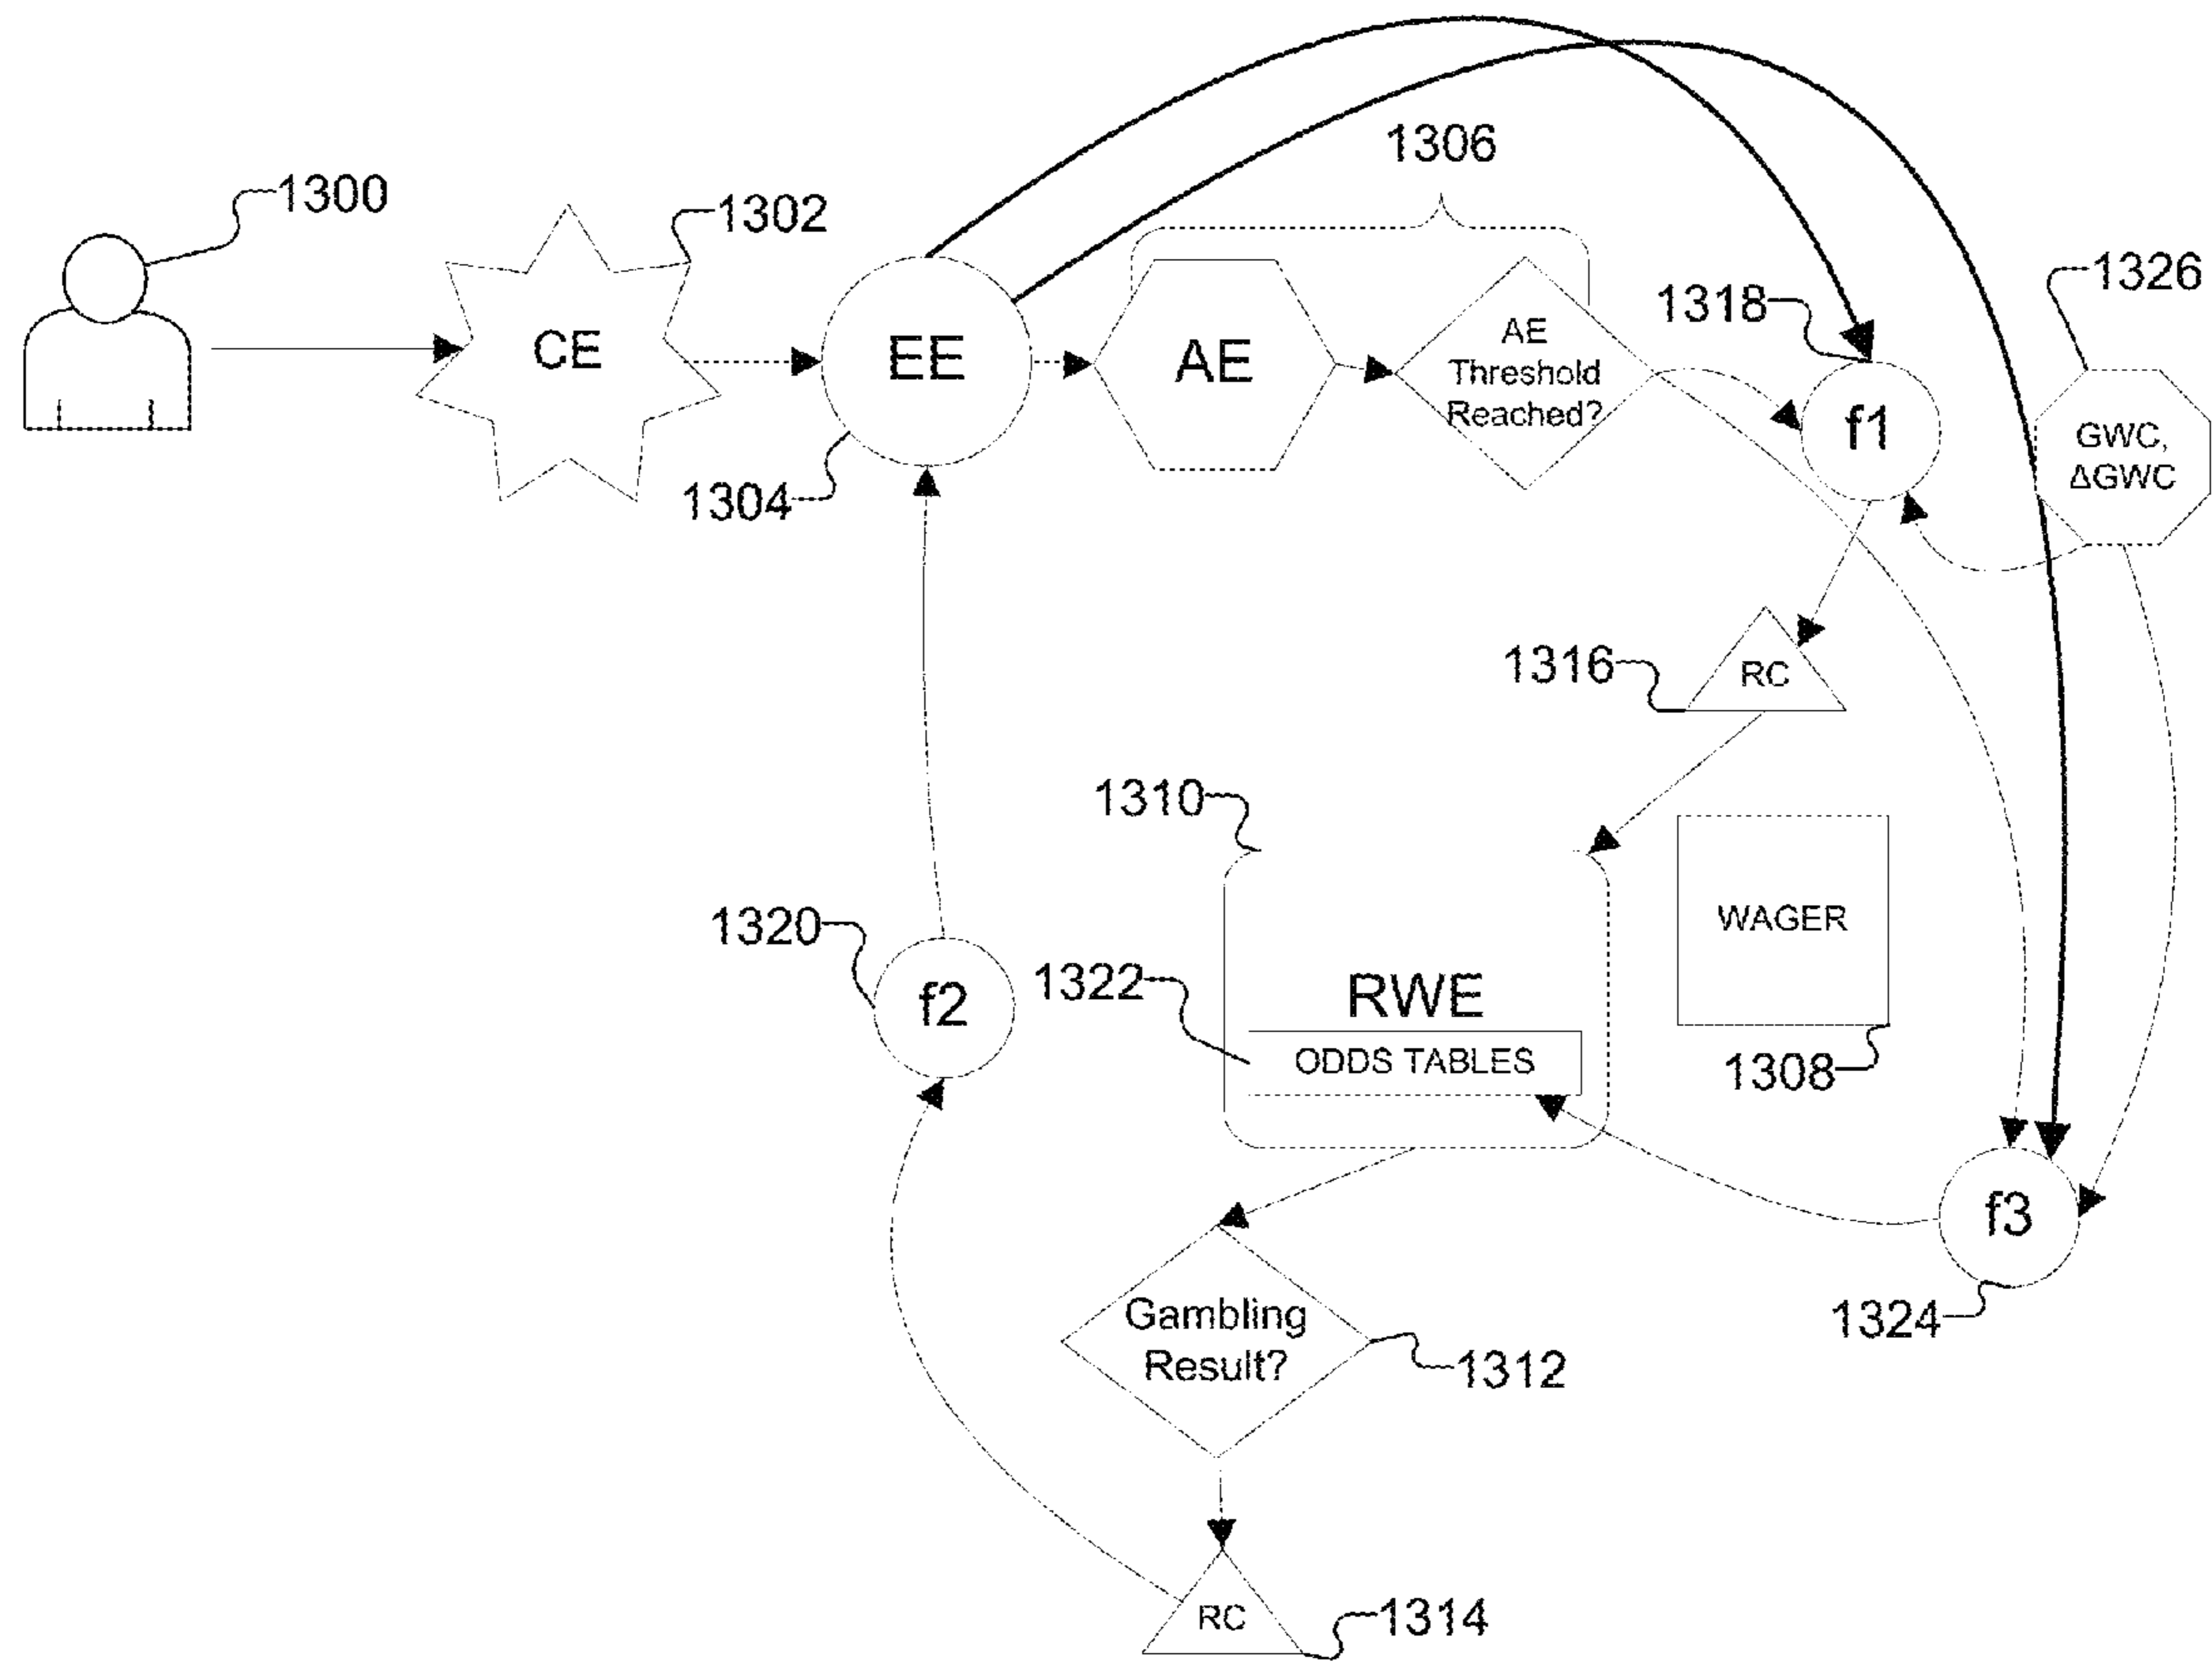 1306
1300
1302
1326
1318
CE
EE
AE
AE
Threshold
Reached?
f1
GWC,
ΔGWC
1304
1316
RC
1310
1320
1322
f2
RWE
WAGER
ODDS TABLES
1308
f3
1324
Gambling
Result?
1312
RC
1314